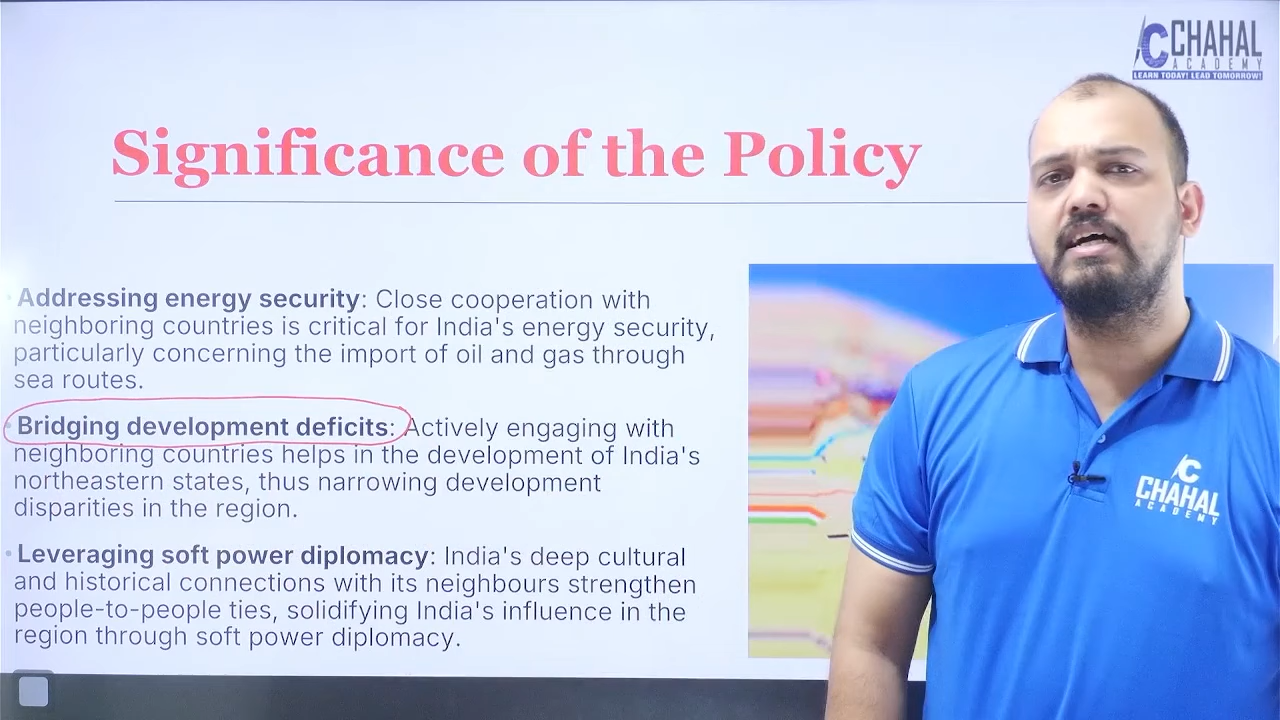 CHAHAL
ACADEMY
LEARN TODAY! LEAD TOMORROW!
Significance of the Policy
• Addressing energy security: Close cooperation with
neighboring countries is critical for India's energy security,
particularly concerning the import of oil and gas through
sea routes.
• Bridging development deficits: Actively engaging with
neighboring countries helps in the development of India's
northeastern states, thus narrowing development
disparities in the region.
• Leveraging soft power diplomacy: India's deep cultural
and historical connections with its neighbours strengthen
people-to-people ties, solidifying India's influence in the
region through soft power diplomacy.
CHAHAL
ACADEMY